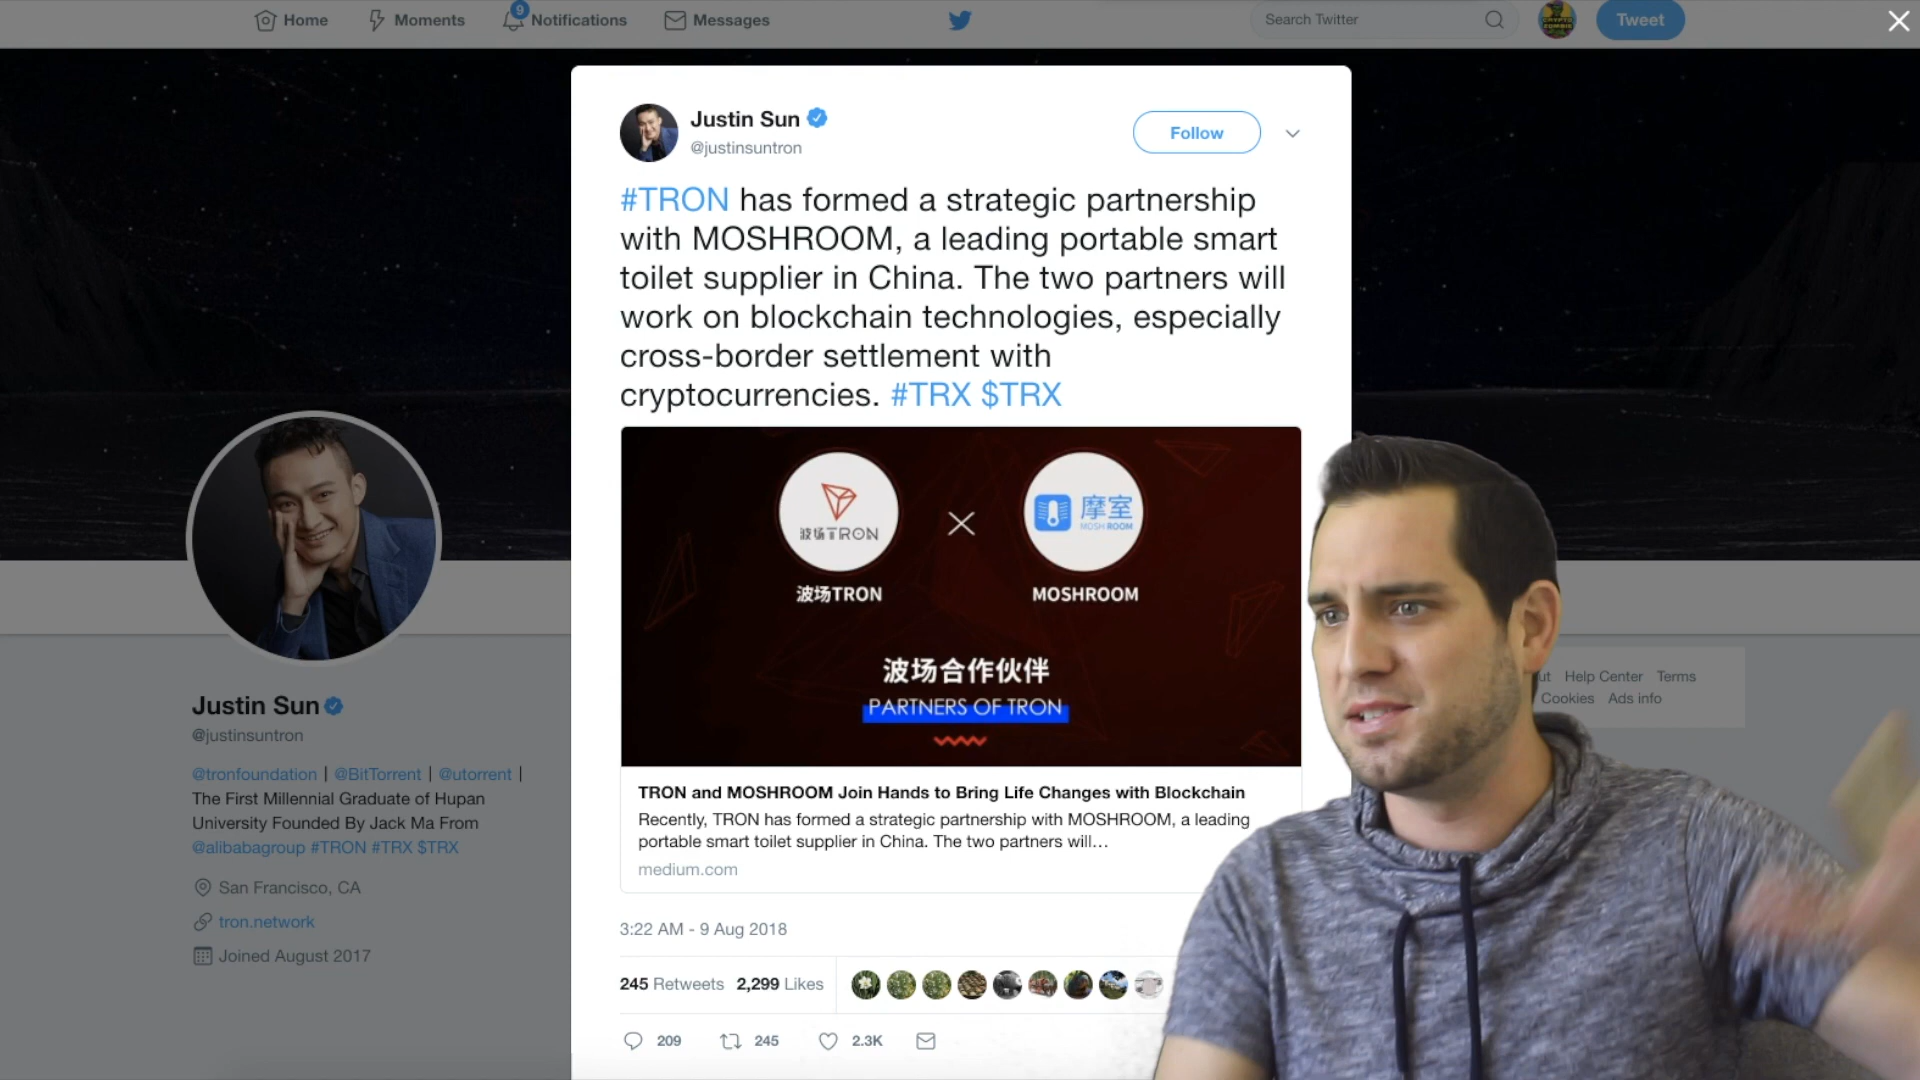 Home
Moments
9
Notifications
Messages
Search Twitter
Tweet
Justin Sun
@justinsuntron
Follow
#TRON has formed a strategic partnership
with MOSHROOM, a leading portable smart
toilet supplier in China. The two partners will
work on blockchain technologies, especially
cross-border settlement with
cryptocurrencies. #TRX $TRX
波场TRON
摩室
MOSH ROOM
波场TRON
MOSHROOM
波场合作伙伴
PARTNERS OF TRON
TRON and MOSHROOM Join Hands to Bring Life Changes with Blockchain
Recently, TRON has formed a strategic partnership with MOSHROOM, a leading
portable smart toilet supplier in China. The two partners will...
medium.com
3:22 AM - 9 Aug 2018
245 Retweets 2,299 Likes
209
245
2.3K
Justin Sun
@justinsuntron
@tronfoundation | @BitTorrent | @utorrent |
The First Millennial Graduate of Hupan
University Founded By Jack Ma From
@alibabagroup #TRON #TRX $TRX
San Francisco, CA
tron.network
Joined August 2017
Help Center Terms
Cookies Ads info